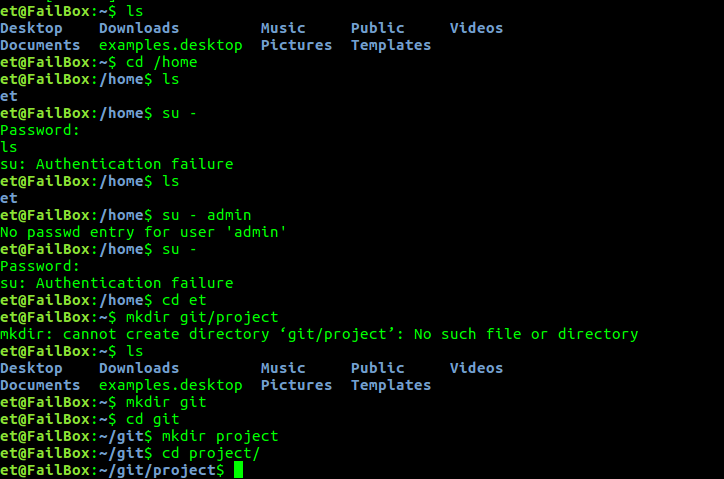 et@FailBox:~$ ls
Desktop    Downloads         Music     Public     Videos
Documents  examples.desktop  Pictures  Templates
et@FailBox:~$ cd /home
et@FailBox:/home$ ls
et
et@FailBox:/home$ su -
Password:
ls
su: Authentication failure
et@FailBox:/home$ ls
et
et@FailBox:/home$ su - admin
No passwd entry for user 'admin'
et@FailBox:/home$ su -
Password:
su: Authentication failure
et@FailBox:/home$ cd et
et@FailBox:~$ mkdir git/project
mkdir: cannot create directory ‘git/project’: No such file or directory
et@FailBox:~$ ls
Desktop    Downloads         Music     Public     Videos
Documents  examples.desktop  Pictures  Templates
et@FailBox:~$ mkdir git
et@FailBox:~$ cd git
et@FailBox:~/git$ mkdir project
et@FailBox:~/git$ cd project/
et@FailBox:~/git/project$